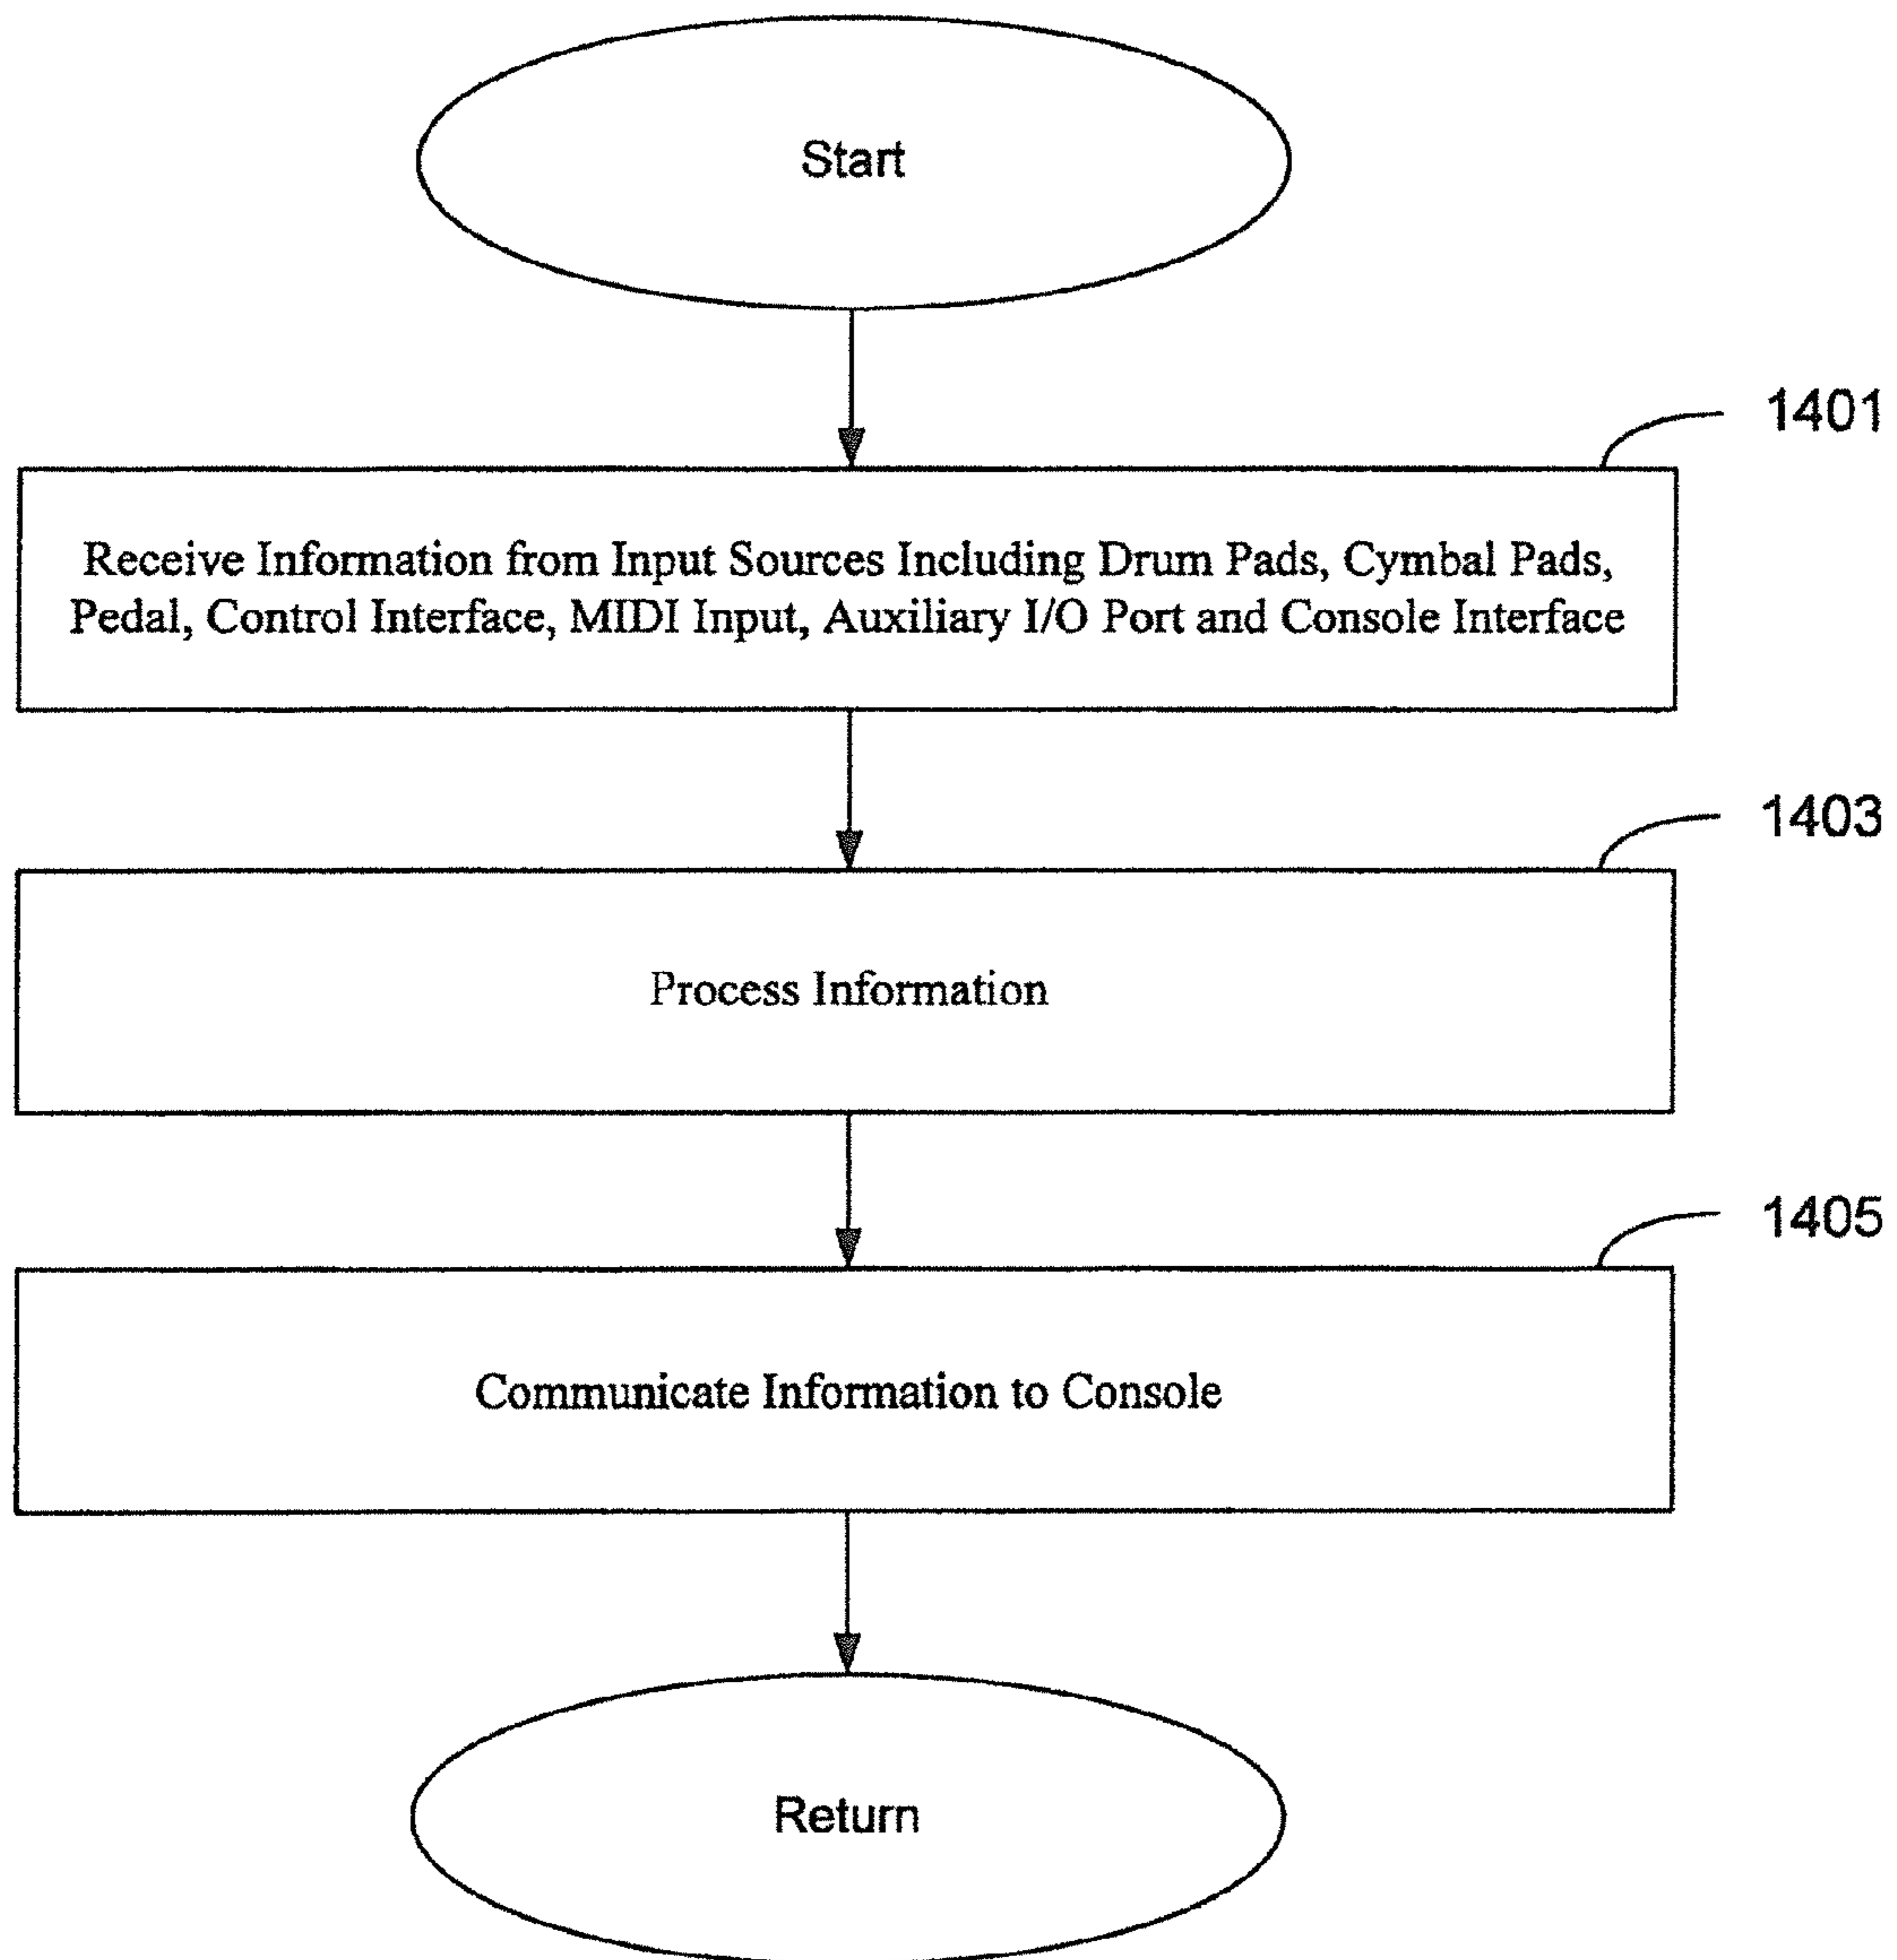 Start
1401
Receive Information from Input Sources Including Drum Pads, Cymbal Pads,
Pedal, Control Interface, MIDI Input, Auxiliary I/O Port and Console Interface
1403
Process Information
1405
Communicate Information to Console
Return